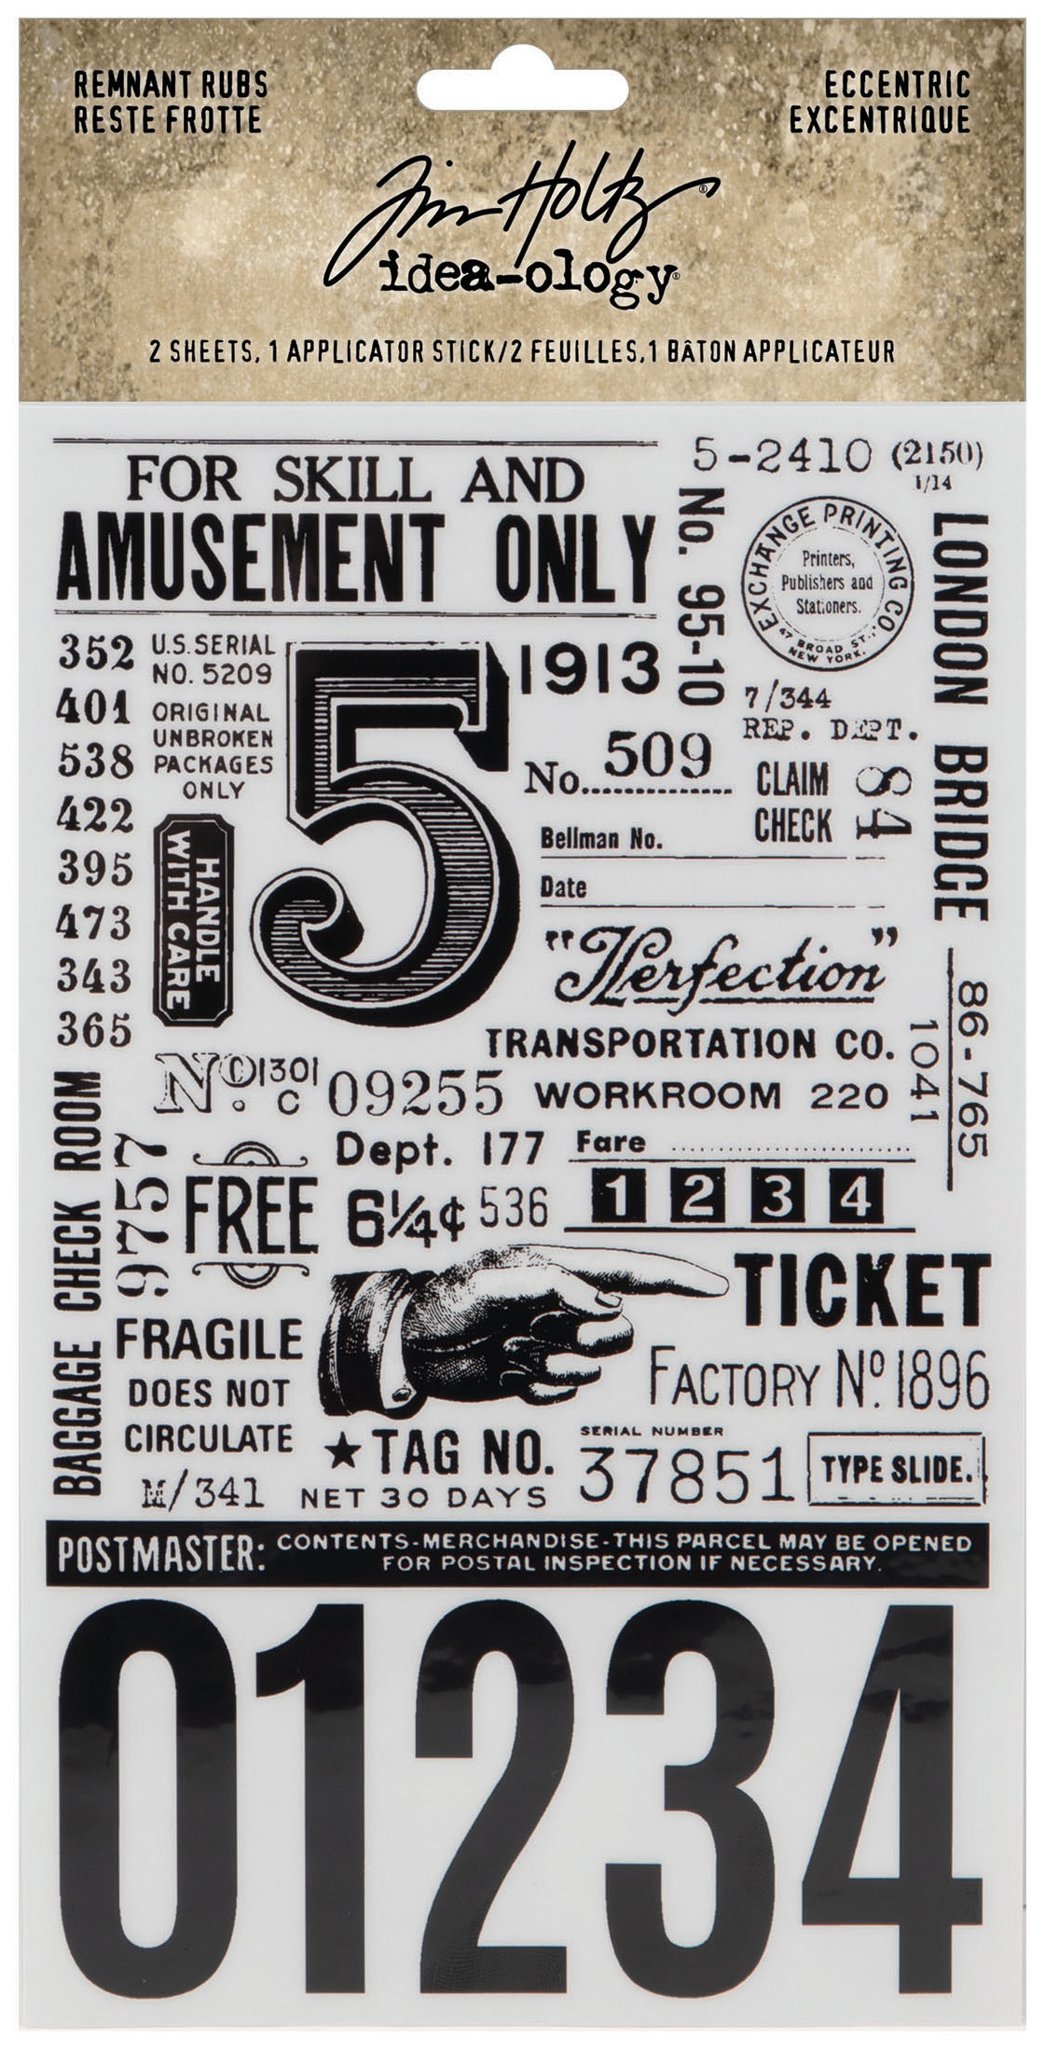 REMNANT RUBS
RESTE FROTTE
ECCENTRIC
EXCENTRIQUE
Tim Holtz®
idea-ology®
2 SHEETS, 1 APPLICATOR STICK/2 FEUILLES, 1 BÂTON APPLICATEUR
FOR SKILL AND
AMUSEMENT ONLY
5-2410 (2150)
1/14
No. 95-10
EXCHANGE PRINTING CO.
Printers,
Publishers and
Stationers.
47 BROAD ST.,
NEW YORK.
LONDON BRIDGE
352
401
538
422
395
473
343
365
U.S. SERIAL
NO. 5209
ORIGINAL
UNBROKEN
PACKAGES
ONLY
HANDLE
WITH CARE
5
1913
7/344
REP. DEPT.
No. 509
CLAIM
CHECK
84
Bellman No.
Date
"Perfection"
TRANSPORTATION CO.
86-765
1041
No. 1301
C
09255
WORKROOM 220
BAGGAGE CHECK ROOM
9757
FREE
Dept. 177
6¼¢ 536
Fare
1 2 3 4
TICKET
FRAGILE
DOES NOT
CIRCULATE
FACTORY No. 1896
★ TAG NO.
SERIAL NUMBER
37851
TYPE SLIDE.
M/341
NET 30 DAYS
POSTMASTER: CONTENTS-MERCHANDISE-THIS PARCEL MAY BE OPENED
FOR POSTAL INSPECTION IF NECESSARY.
01234